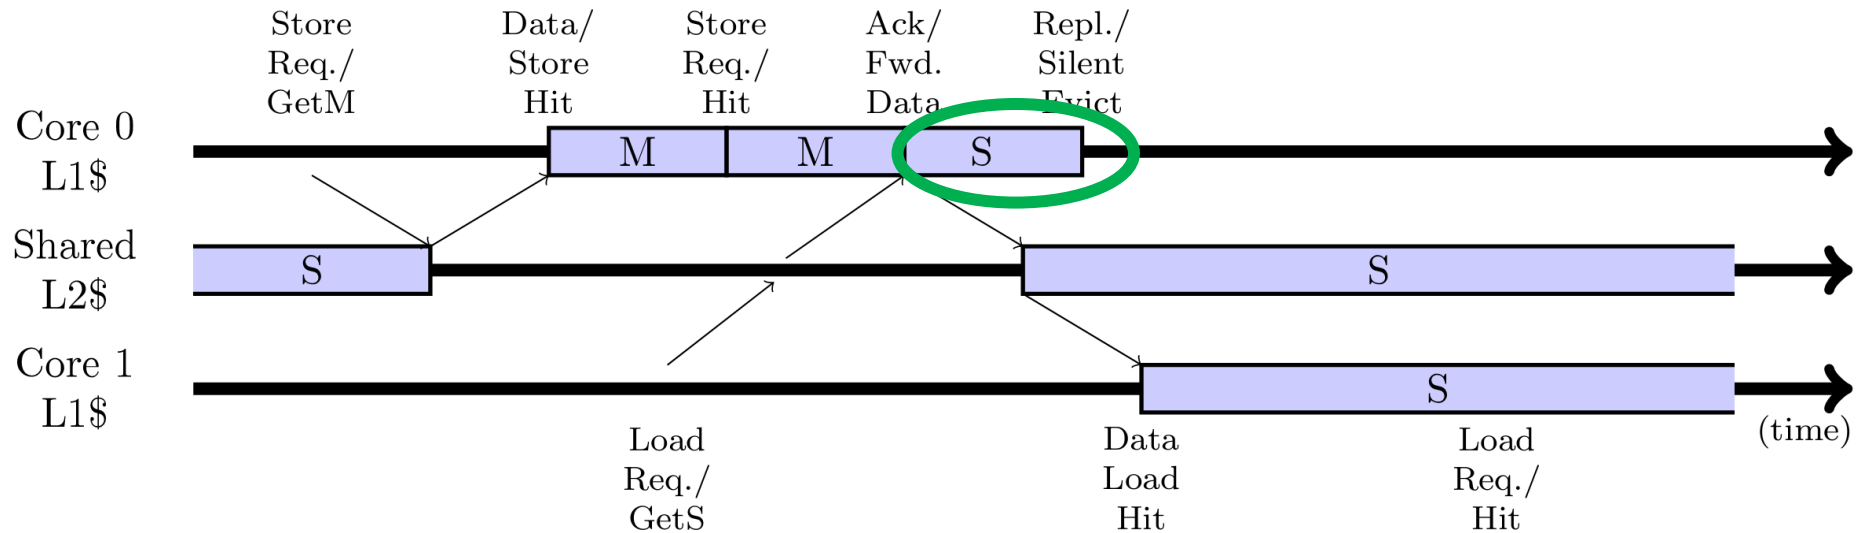 Store
Req./
GetM
Data/
Store
Hit
Store
Req./
Hit
Ack/
Fwd.
Data
Repl./
Silent
Evict
Core 0
L1$
M
M
S
Shared
L2$
S
S
Core 1
L1$
S
(time)
Load
Req./
GetS
Data
Load
Hit
Load
Req./
Hit